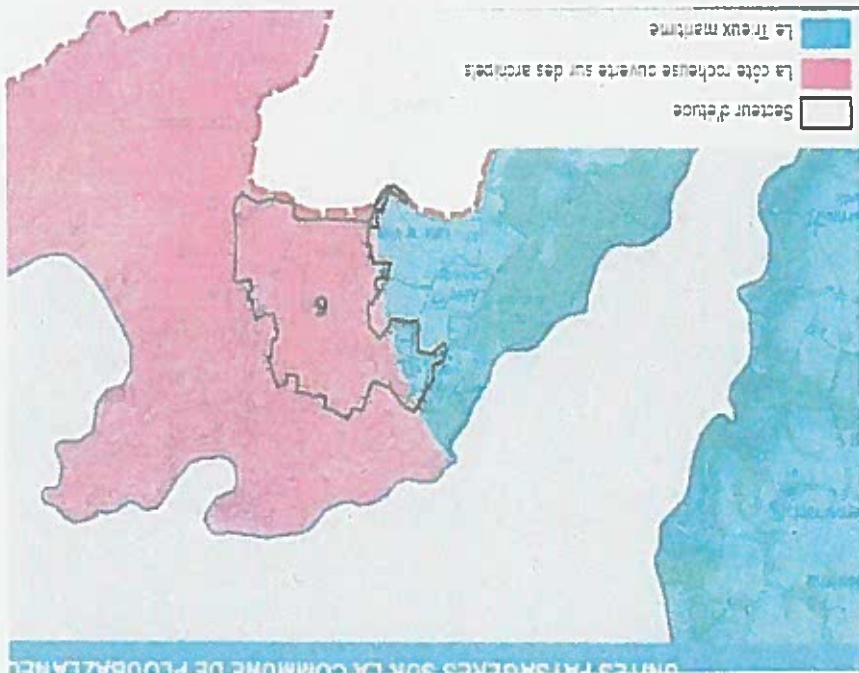 UNITES PAYSAGERES SUR LA COMMUNE DE PLOUBAZLANEC
6
Secteur d'étude
La côte rocheuse ouverte sur des archipels
Le Trieux maritime